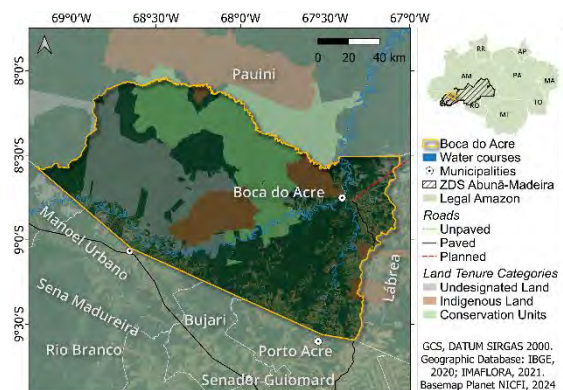 69°0'W 68°30'W 68°0'W 67°30'W 67°0'W
0 20 40 km
8°0'S
8°30'S
9°0'S
9°30'S
Pauini
Boca do Acre
Manoel Urbano
Sena Madureira
Lábrea
Bujari
Rio Branco
Porto Acre
Senador Guiomard
RR
AP
AM
PA
MA
AC
RO
TO
MT
Boca do Acre
Water courses
Municipalities
ZDS Abunã-Madeira
Legal Amazon
Roads
Unpaved
Paved
Planned
Land Tenure Categories
Undesignated Land
Indigenous Land
Conservation Units
GCS, DATUM SIRGAS 2000.
Geographic Database: IBGE,
2020; IMAFLORA, 2021.
Basemap Planet NICFI, 2024